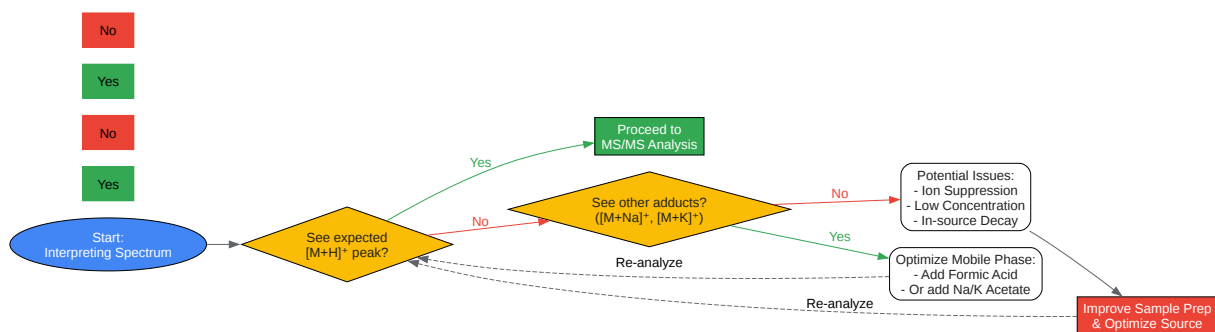 No
Yes
No
Yes
Start:
Interpreting Spectrum
See expected
[M+H]⁺ peak?
Yes
No
Proceed to
MS/MS Analysis
See other adducts?
([M+Na]⁺, [M+K]⁺)
No
Yes
Potential Issues:
- Ion Suppression
- Low Concentration
- In-source Decay
Optimize Mobile Phase:
- Add Formic Acid
- Or add Na/K Acetate
Re-analyze
Re-analyze
Improve Sample Prep
& Optimize Source